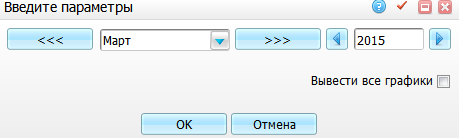 Введите параметры
<<< Март >>> 2015
Вывести все графики
OK Отмена